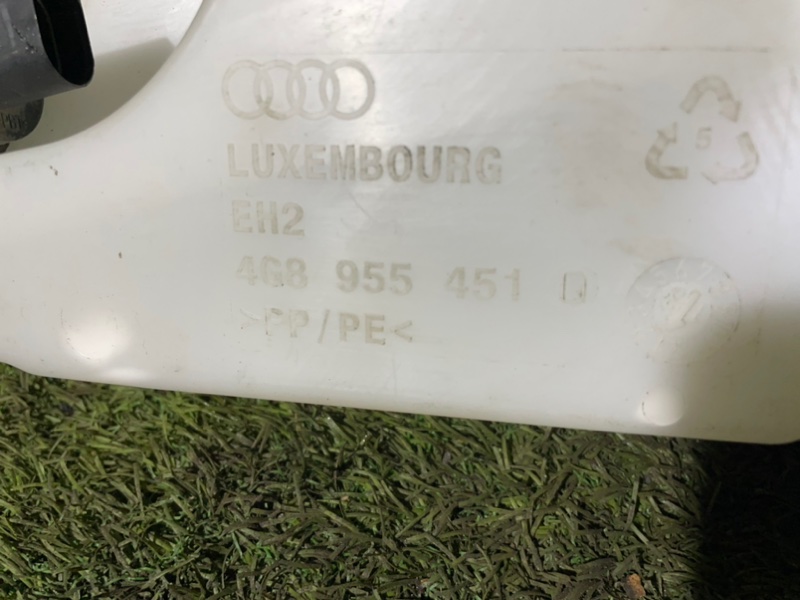 LUXEMBOURG
5
EH2
4G8 955 451
>PP/PE<